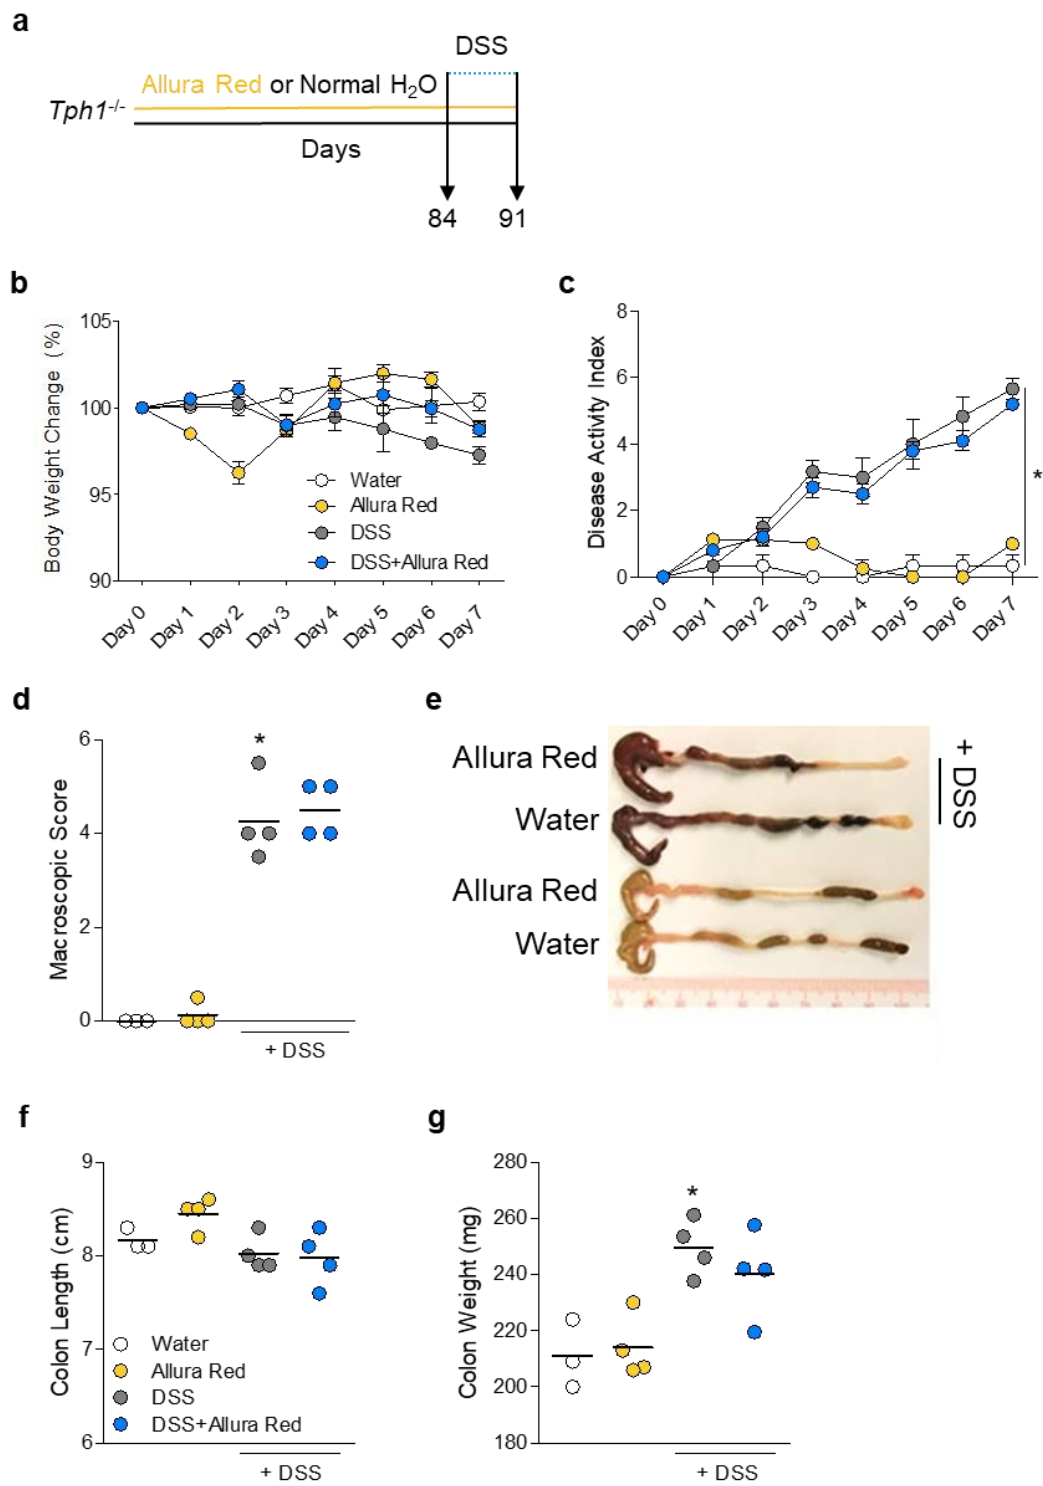 a
DSS
Allura Red or Normal H₂O
Tph1⁻/⁻
Days
84 91
b
Body Weight Change (%)
105
100
95
90
Water
Allura Red
DSS
DSS+Allura Red
Day 0 Day 1 Day 2 Day 3 Day 4 Day 5 Day 6 Day 7
c
Disease Activity Index
8
6
4
2
0
*
Day 0 Day 1 Day 2 Day 3 Day 4 Day 5 Day 6 Day 7
d
Macroscopic Score
6
4
2
0
*
+ DSS
e
Allura Red
Water
Allura Red
Water
+ DSS
f
Colon Length (cm)
9
8
7
6
Water
Allura Red
DSS
DSS+Allura Red
+ DSS
g
Colon Weight (mg)
280
260
240
220
200
180
*
+ DSS